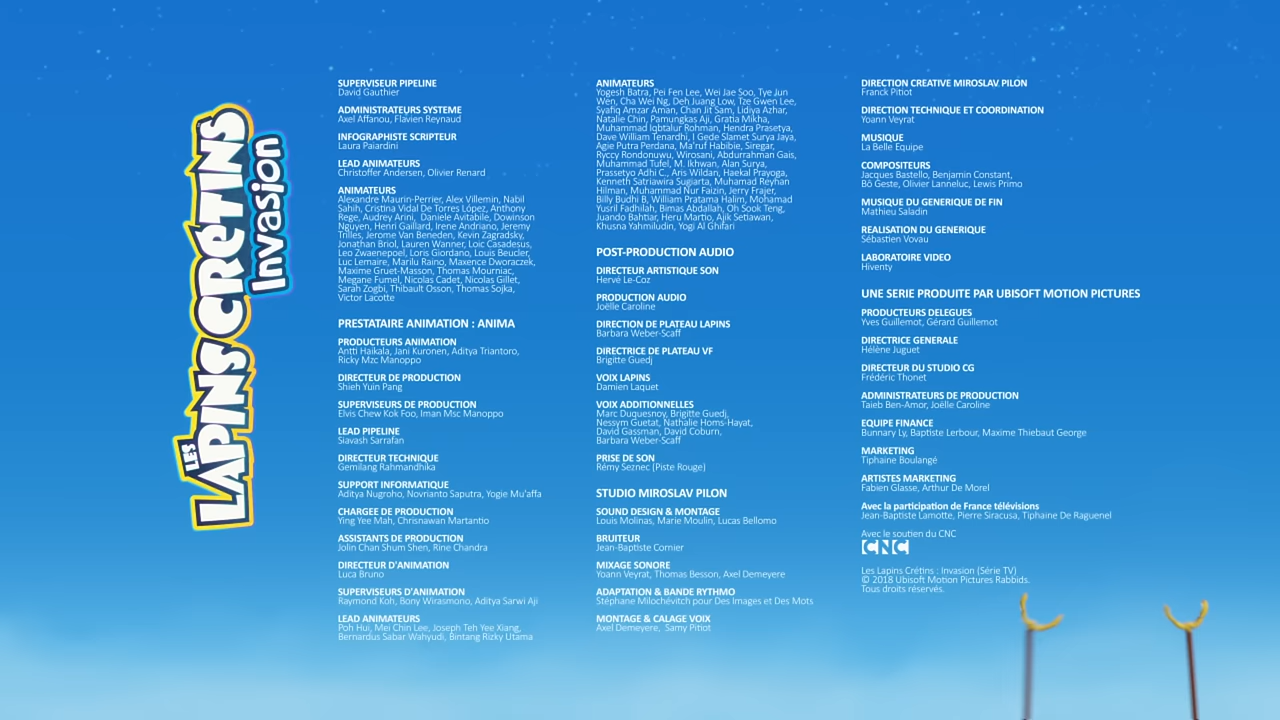 LES
LAPINS CRETINS
Invasion
SUPERVISEUR PIPELINE
David Gauthier
ADMINISTRATEURS SYSTEME
Axel Affanou, Flavien Reynaud
INFOGRAPHISTE SCRIPTEUR
Laura Paiardini
LEAD ANIMATEURS
Christoffer Andersen, Olivier Renard
ANIMATEURS
Alexandre Maurin-Perrier, Alex Villemin, Nabil
Sahih, Cristina Vidal De Torres López, Anthony
Rege, Audrey Arini, Daniele Avitabile, Dowinson
Nguyen, Henri Gaillard, Irene Andriano, Jeremy
Trilles, Jerome Van Beneden, Kevin Zagradsky,
Jonathan Briol, Lauren Wanner, Loic Casadesus,
Leo Zwaenepoel, Loris Giordano, Louis Beucler,
Luc Lemaire, Marilu Raino, Maxence Dworaczek,
Maxime Gruet-Masson, Thomas Mourniac,
Megane Fumel, Nicolas Cadet, Nicolas Gillet,
Sarah Zogbi, Thibault Osson, Thomas Sojka,
Victor Lacotte
PRESTATAIRE ANIMATION : ANIMA
PRODUCTEURS ANIMATION
Antti Haikala, Jani Kuronen, Aditya Triantoro,
Ricky Mzc Manoppo
DIRECTEUR DE PRODUCTION
Shieh Yuin Pang
SUPERVISEURS DE PRODUCTION
Elvis Chew Kok Foo, Iman Msc Manoppo
LEAD PIPELINE
Siavash Sarrafan
DIRECTEUR TECHNIQUE
Gemilang Rahmandhika
SUPPORT INFORMATIQUE
Aditya Nugroho, Novrianto Saputra, Yogie Mu'affa
CHARGEE DE PRODUCTION
Ying Yee Mah, Chrisnawan Martantio
ASSISTANTS DE PRODUCTION
Jolin Chan Shum Shen, Rine Chandra
DIRECTEUR D'ANIMATION
Luca Bruno
SUPERVISEURS D'ANIMATION
Raymond Koh, Bony Wirasmono, Aditya Sarwi Aji
LEAD ANIMATEURS
Poh Hui, Mei Chin Lee, Joseph Teh Yee Xiang,
Bernardus Sabar Wahyudi, Bintang Rizky Utama
ANIMATEURS
Yogesh Batra, Pei Fen Lee, Wei Jae Soo, Tye Jun
Wen, Cha Wei Ng, Deh Juang Low, Tze Gwen Lee,
Syafiq Amzar Aman, Chan Jit Sam, Lidiya Azhar,
Natalie Chin, Pamungkas Aji, Gratia Mikha,
Muhammad Iqbtalur Rohman, Hendra Prasetya,
Dave William Tenardhi, I Gede Slamet Surya Jaya,
Agie Putra Perdana, Ma'ruf Habibie, Siregar,
Ryccy Rondonuwu, Wirosani, Abdurrahman Gais,
Muhammad Tufel, M. Ikhwan, Alan Surya,
Prassetyo Adhi C., Aris Wildan, Haekal Prayoga,
Kenneth Satriawira Sugiarta, Muhamad Reyhan
Hilman, Muhammad Nur Faizin, Jerry Frajer,
Billy Budhi B, William Pratama Halim, Mohamad
Yusril Fadhilah, Bimas Abdallah, Oh Sook Teng,
Juando Bahtiar, Heru Martio, Ajik Setiawan,
Khusna Yahmiludin, Yogi Al Ghifari
POST-PRODUCTION AUDIO
DIRECTEUR ARTISTIQUE SON
Hervé Le-Coz
PRODUCTION AUDIO
Joëlle Caroline
DIRECTION DE PLATEAU LAPINS
Barbara Weber-Scaff
DIRECTRICE DE PLATEAU VF
Brigitte Guedj
VOIX LAPINS
Damien Laquet
VOIX ADDITIONNELLES
Marc Duquesnoy, Brigitte Guedj,
Nessym Guetat, Nathalie Homs-Hayat,
David Gassman, David Coburn,
Barbara Weber-Scaff
PRISE DE SON
Rémy Seznec (Piste Rouge)
STUDIO MIROSLAV PILON
SOUND DESIGN & MONTAGE
Louis Molinas, Marie Moulin, Lucas Bellomo
BRUITEUR
Jean-Baptiste Cornier
MIXAGE SONORE
Yoann Veyrat, Thomas Besson, Axel Demeyere
ADAPTATION & BANDE RYTHMO
Stéphane Milochévitch pour Des Images et Des Mots
MONTAGE & CALAGE VOIX
Axel Demeyere, Samy Pitiot
DIRECTION CREATIVE MIROSLAV PILON
Franck Pitiot
DIRECTION TECHNIQUE ET COORDINATION
Yoann Veyrat
MUSIQUE
La Belle Equipe
COMPOSITEURS
Jacques Bastello, Benjamin Constant,
Bô Geste, Olivier Lanneluc, Lewis Primo
MUSIQUE DU GENERIQUE DE FIN
Mathieu Saladin
REALISATION DU GENERIQUE
Sébastien Vovau
LABORATOIRE VIDEO
Hiventy
UNE SERIE PRODUITE PAR UBISOFT MOTION PICTURES
PRODUCTEURS DELEGUES
Yves Guillemot, Gérard Guillemot
DIRECTRICE GENERALE
Hélène Juguet
DIRECTEUR DU STUDIO CG
Frédéric Thonet
ADMINISTRATEURS DE PRODUCTION
Taieb Ben-Amor, Joëlle Caroline
EQUIPE FINANCE
Bunnary Ly, Baptiste Lerbour, Maxime Thiebaut George
MARKETING
Tiphaine Boulangé
ARTISTES MARKETING
Fabien Glasse, Arthur De Morel
Avec la participation de France télévisions
Jean-Baptiste Lamotte, Pierre Siracusa, Tiphaine De Raguenel
Avec le soutien du CNC
CNC
Les Lapins Crétins : Invasion (Série TV)
© 2018 Ubisoft Motion Pictures Rabbids.
Tous droits réservés.